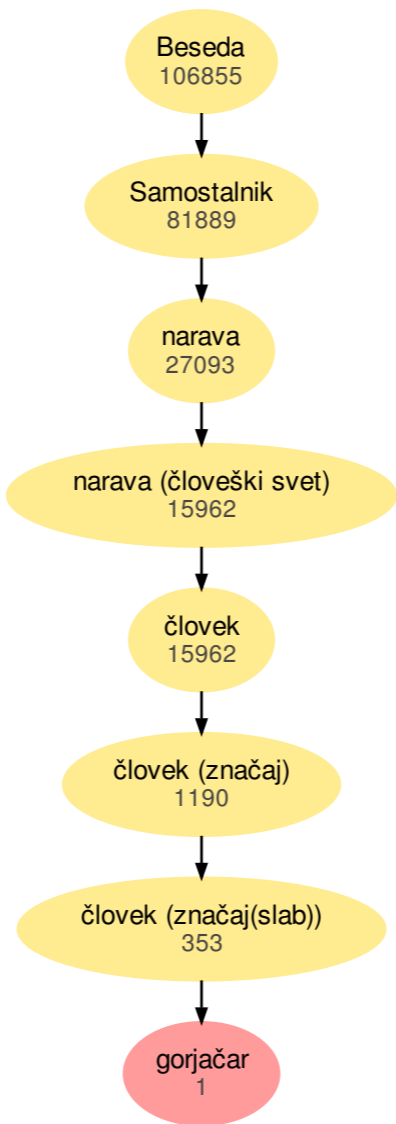 Beseda
106855
Samostalnik
81889
narava
27093
narava (človeški svet)
15962
človek
15962
človek (značaj)
1190
človek (značaj(slab))
353
gorjačar
1